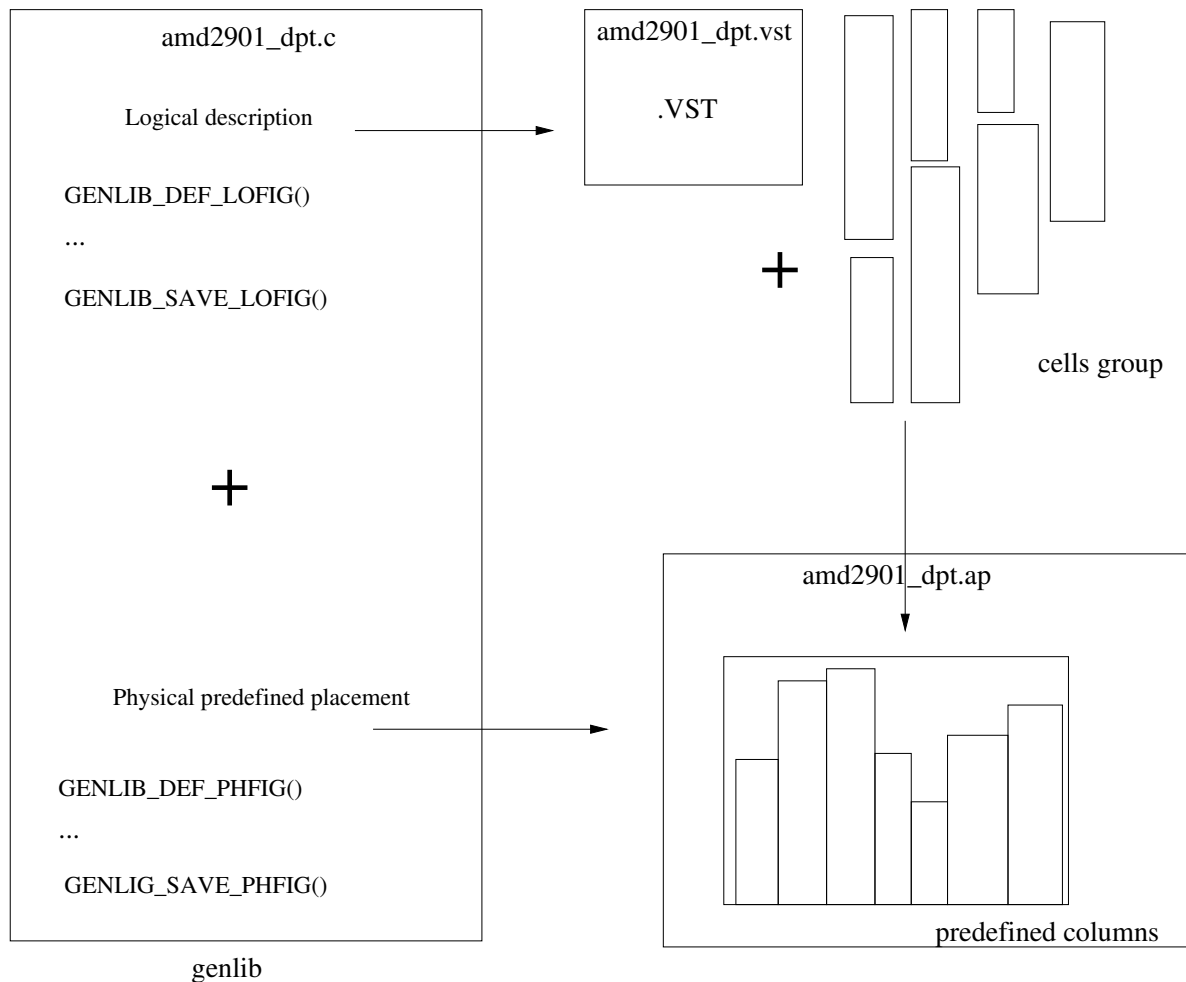 amd2901_dpt.c
Logical description
GENLIB_DEF_LOFIG()
...
GENLIB_SAVE_LOFIG()
+
Physical predefined placement
GENLIB_DEF_PHFIG()
...
GENLIG_SAVE_PHFIG()
genlib
amd2901_dpt.vst
.VST
+
cells group
amd2901_dpt.ap
predefined columns